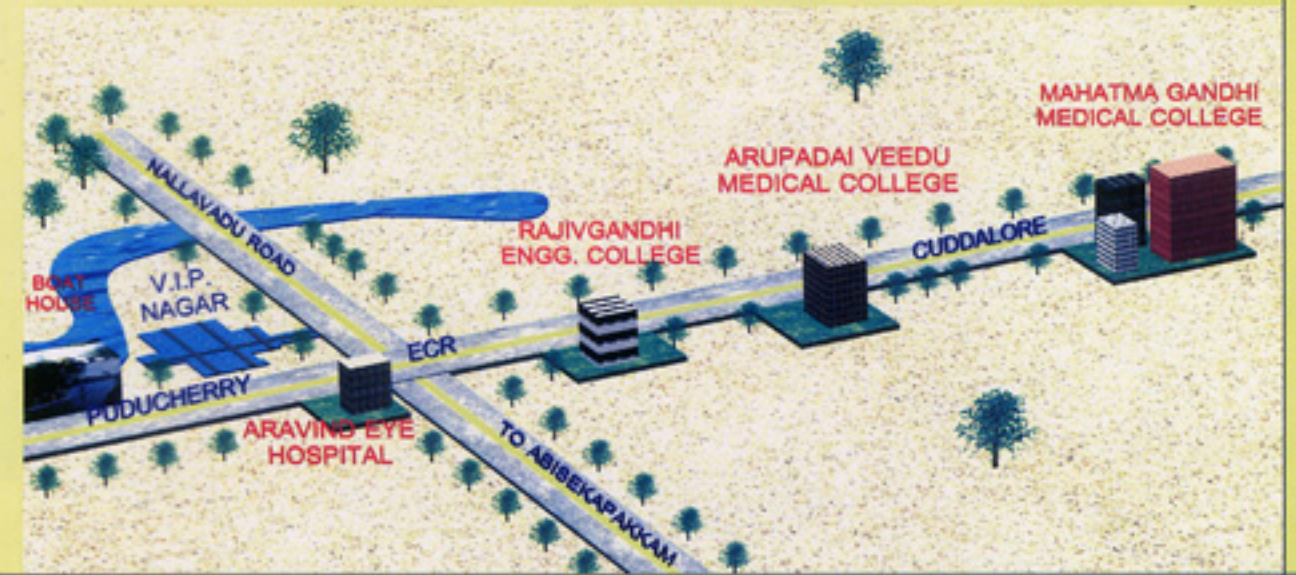 MAHATMA GANDHI
MEDICAL COLLEGE
ARUPADAI VEEDU
MEDICAL COLLEGE
NALLAVADU ROAD
RAJIVGANDHI
ENGG. COLLEGE
CUDDALORE
BOAT
HOUSE
V.I.P.
NAGAR
ECR
PUDUCHERRY
ARAVIND EYE
HOSPITAL
TO ABISEKAPAKKAM